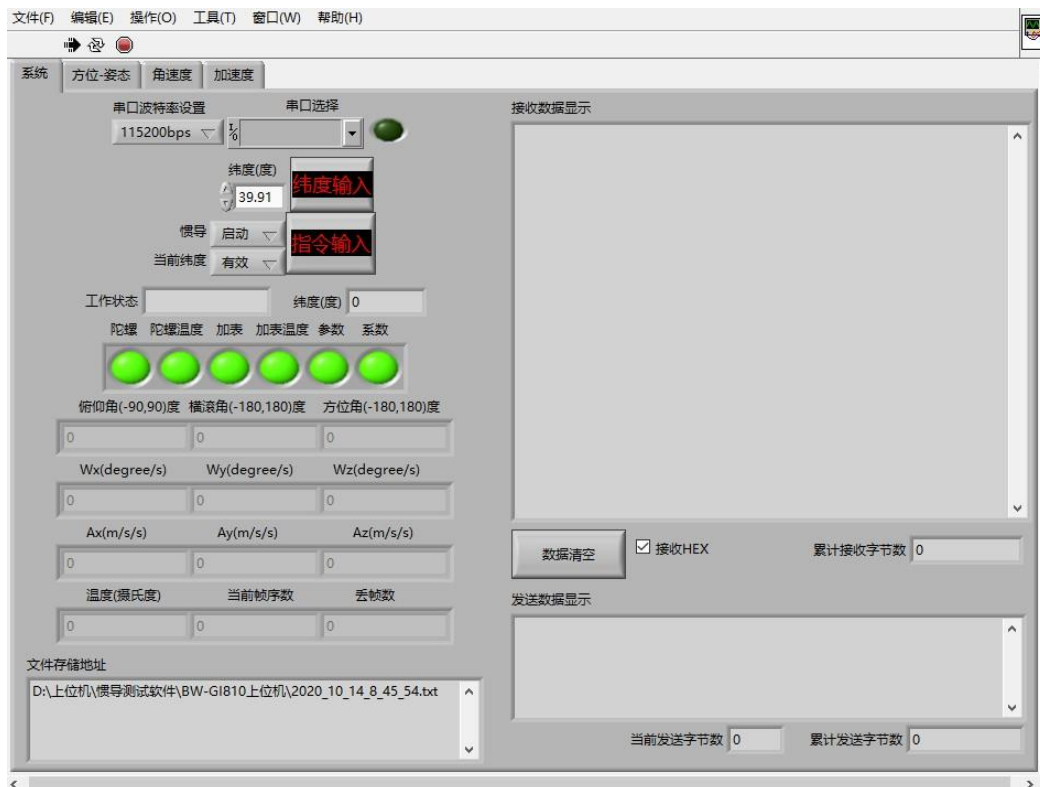 文件(F) 编辑(E) 操作(O) 工具(T) 窗口(W) 帮助(H)
系统 方位-姿态 角速度 加速度
串口波特率设置 串口选择
115200bps I/O
纬度(度)
39.91 纬度输入
惯导 启动 指令输入
当前纬度 有效
工作状态 纬度(度) 0
陀螺 陀螺温度 加表 加表温度 参数 系数
俯仰角(-90,90)度 横滚角(-180,180)度 方位角(-180,180)度
0 0 0
Wx(degree/s) Wy(degree/s) Wz(degree/s)
0 0 0
Ax(m/s/s) Ay(m/s/s) Az(m/s/s)
0 0 0
温度(摄氏度) 当前帧序数 丢帧数
0 0 0
文件存储地址
D:\上位机\惯导测试软件\BW-GI810上位机\2020_10_14_8_45_54.txt
接收数据显示
数据清空 接收HEX 累计接收字节数 0
发送数据显示
当前发送字节数 0 累计发送字节数 0